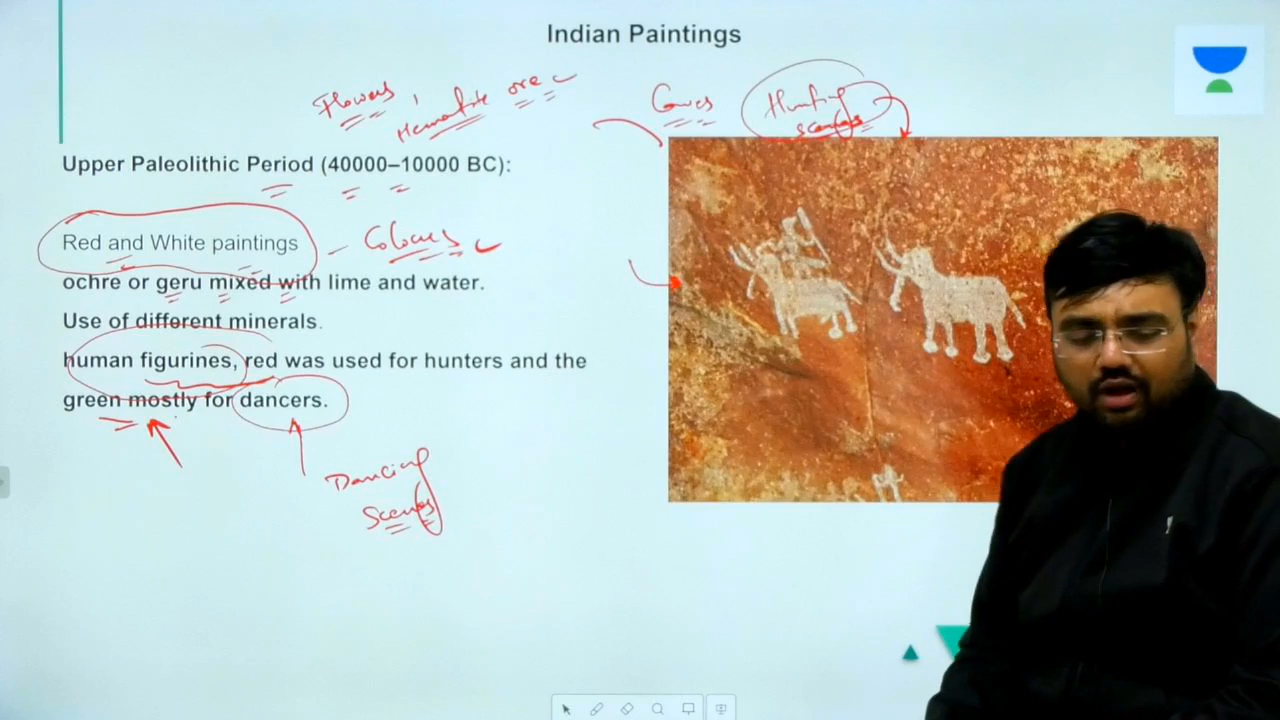 Indian Paintings
Flowers,
Hematite ore
Caves
Hunting
scenes
Upper Paleolithic Period (40000–10000 BC):
Red and White paintings
Colours
ochre or geru mixed with lime and water.
Use of different minerals.
human figurines, red was used for hunters and the
green mostly for dancers.
Dancing
Scenes